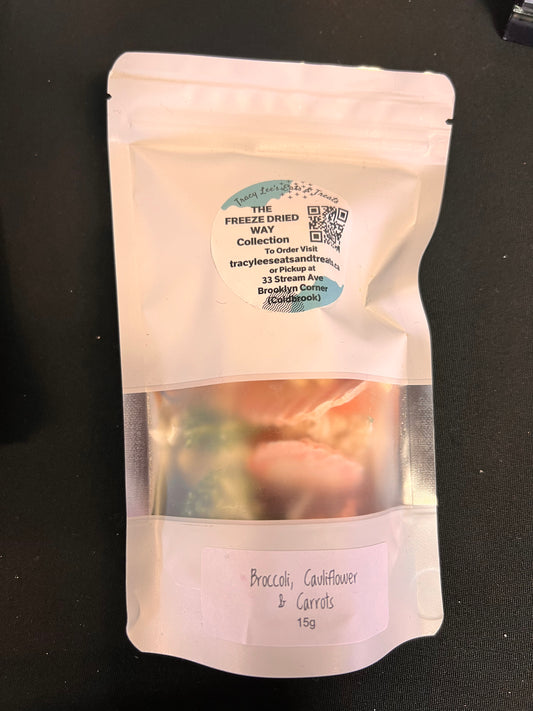 Tracy Lee's Eats & Treats
THE
FREEZE DRIED
WAY
Collection
To Order Visit
tracyleeseatsandtreats.ca
or Pickup at
33 Stream Ave
Brooklyn Corner
(Coldbrook)
Broccoli, Cauliflower
& Carrots
15g